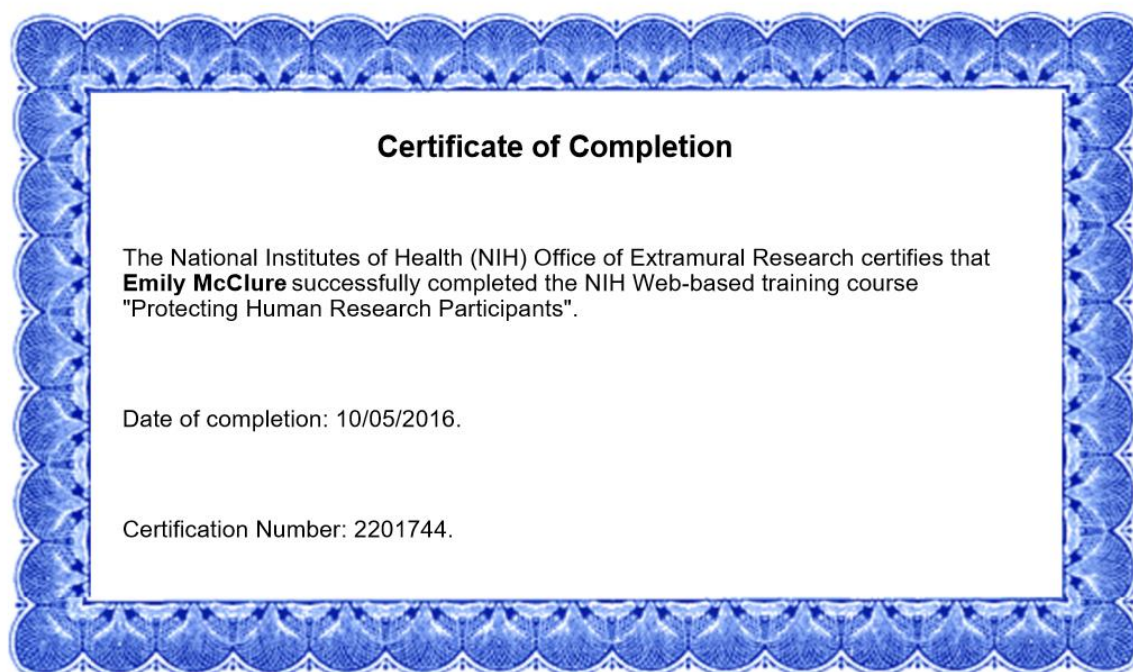 Certificate of Completion
The National Institutes of Health (NIH) Office of Extramural Research certifies that
Emily McClure successfully completed the NIH Web-based training course
"Protecting Human Research Participants".
Date of completion: 10/05/2016.
Certification Number: 2201744.